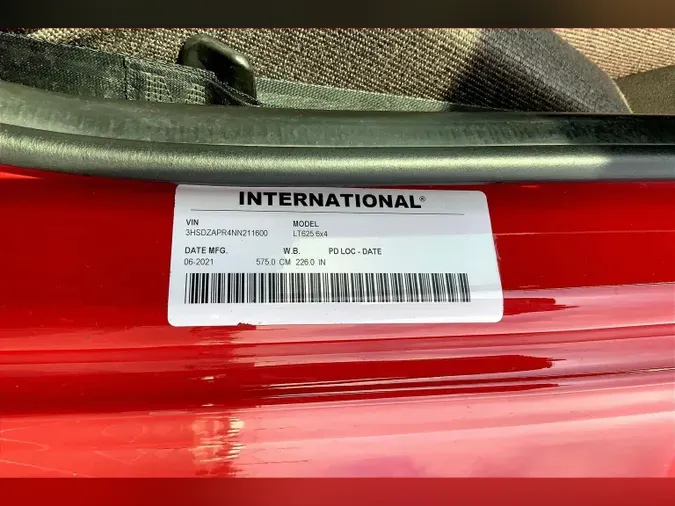 INTERNATIONAL®
VIN MODEL
3HSDZAPR4NN211600 LT625 6x4
DATE MFG. W.B. PD LOC - DATE
06-2021 575.0 CM 226.0 IN